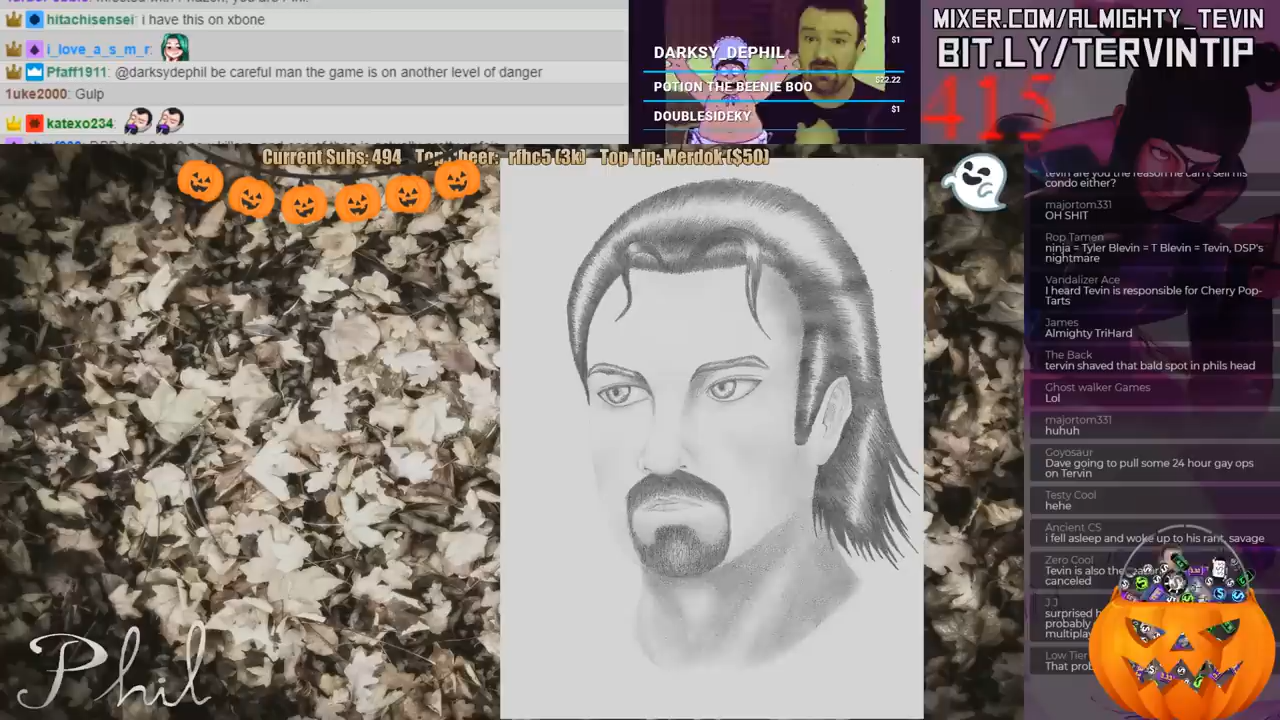 hitachisensei: i have this on xbone
i_love_a_s_m_r:
Pfaff1911: @darksydephil be careful man the game is on another level of danger
1uke2000: Gulp
katexo234:
DARKSY_DEPHIL
$1
POTION THE BEENIE BOO
$22.22
DOUBLESIDEKY
$1
MIXER.COM/ALMIGHTY_TEVIN
BIT.LY/TERVINTIP
415
Current Subs: 494 Top Cheer: rfhc5 (3k) Top Tip: Merdok ($50)
tevin are you the reason he can't sell his
condo either?
majortom331
OH SHIT
Rop Tamen
ninja = Tyler Blevin = T Blevin = Tevin, DSP's
nightmare
Vandalizer Ace
I heard Tevin is responsible for Cherry Pop-
Tarts
James
Almighty TriHard
The Back
tervin shaved that bald spot in phils head
Ghost walker Games
Lol
majortom331
huhuh
Goyosaur
Dave going to pull some 24 hour gay ops
on Tervin
Testy Cool
hehe
Ancient CS
i fell asleep and woke up to his rant, savage
Zero Cool
Tevin is also the
canceled
J J
surprised
probably
Low Tier
That
Phil